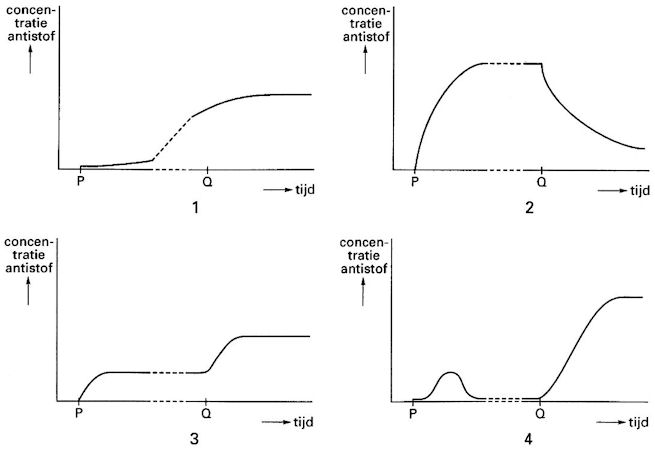 concen-
tratie
antistof
P
Q
tijd
1
concen-
tratie
antistof
P
Q
tijd
2
concen-
tratie
antistof
P
Q
tijd
3
concen-
tratie
antistof
P
Q
tijd
4